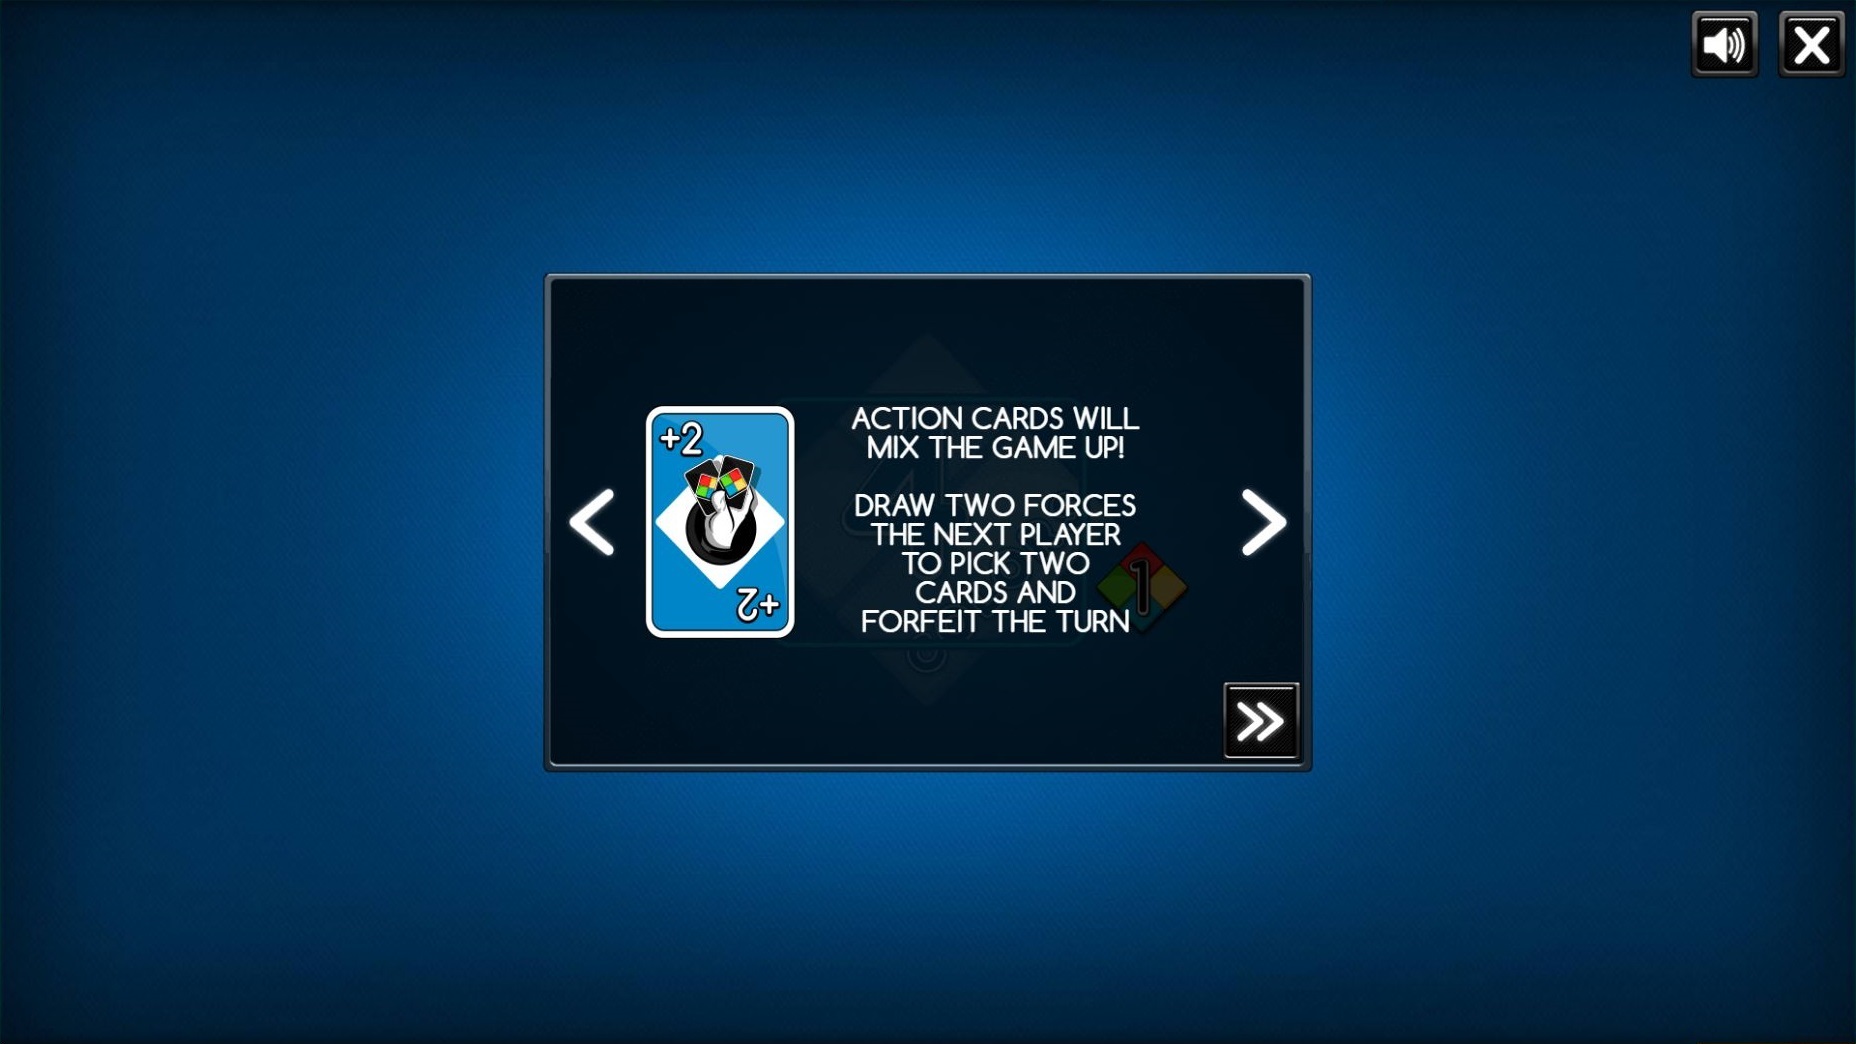 +2
+2
ACTION CARDS WILL
MIX THE GAME UP!
DRAW TWO FORCES
THE NEXT PLAYER
TO PICK TWO
CARDS AND
FORFEIT THE TURN
1